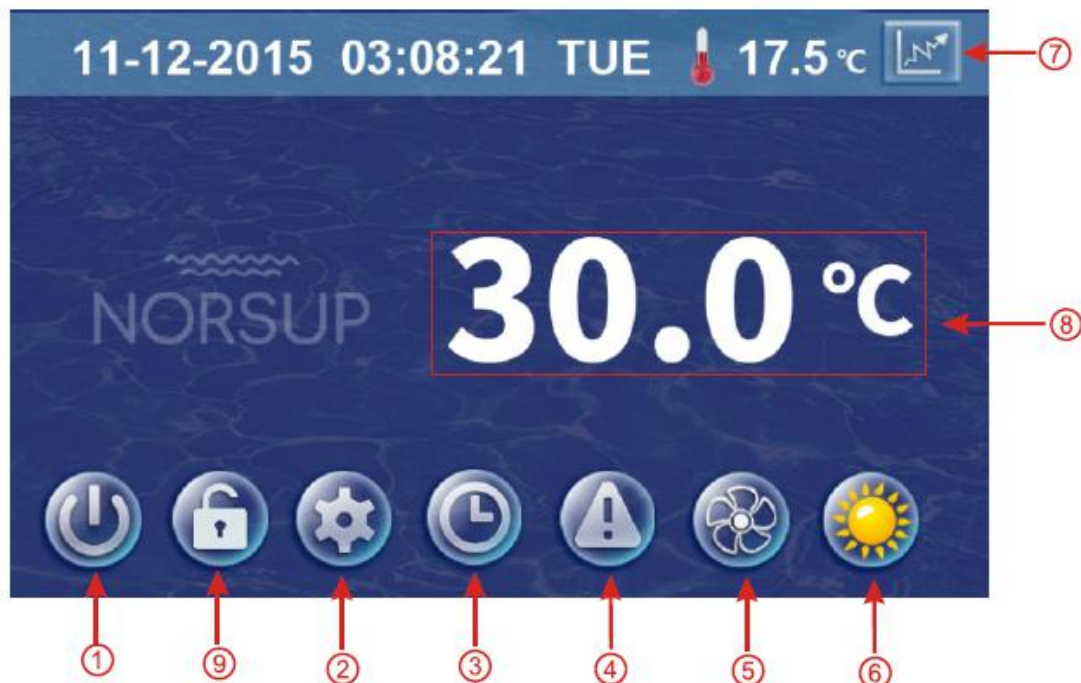 11-12-2015 03:08:21 TUE 17.5 ℃ ⑦
NORSUP 30.0 ℃ ⑧
① ⑨ ② ③ ④ ⑤ ⑥